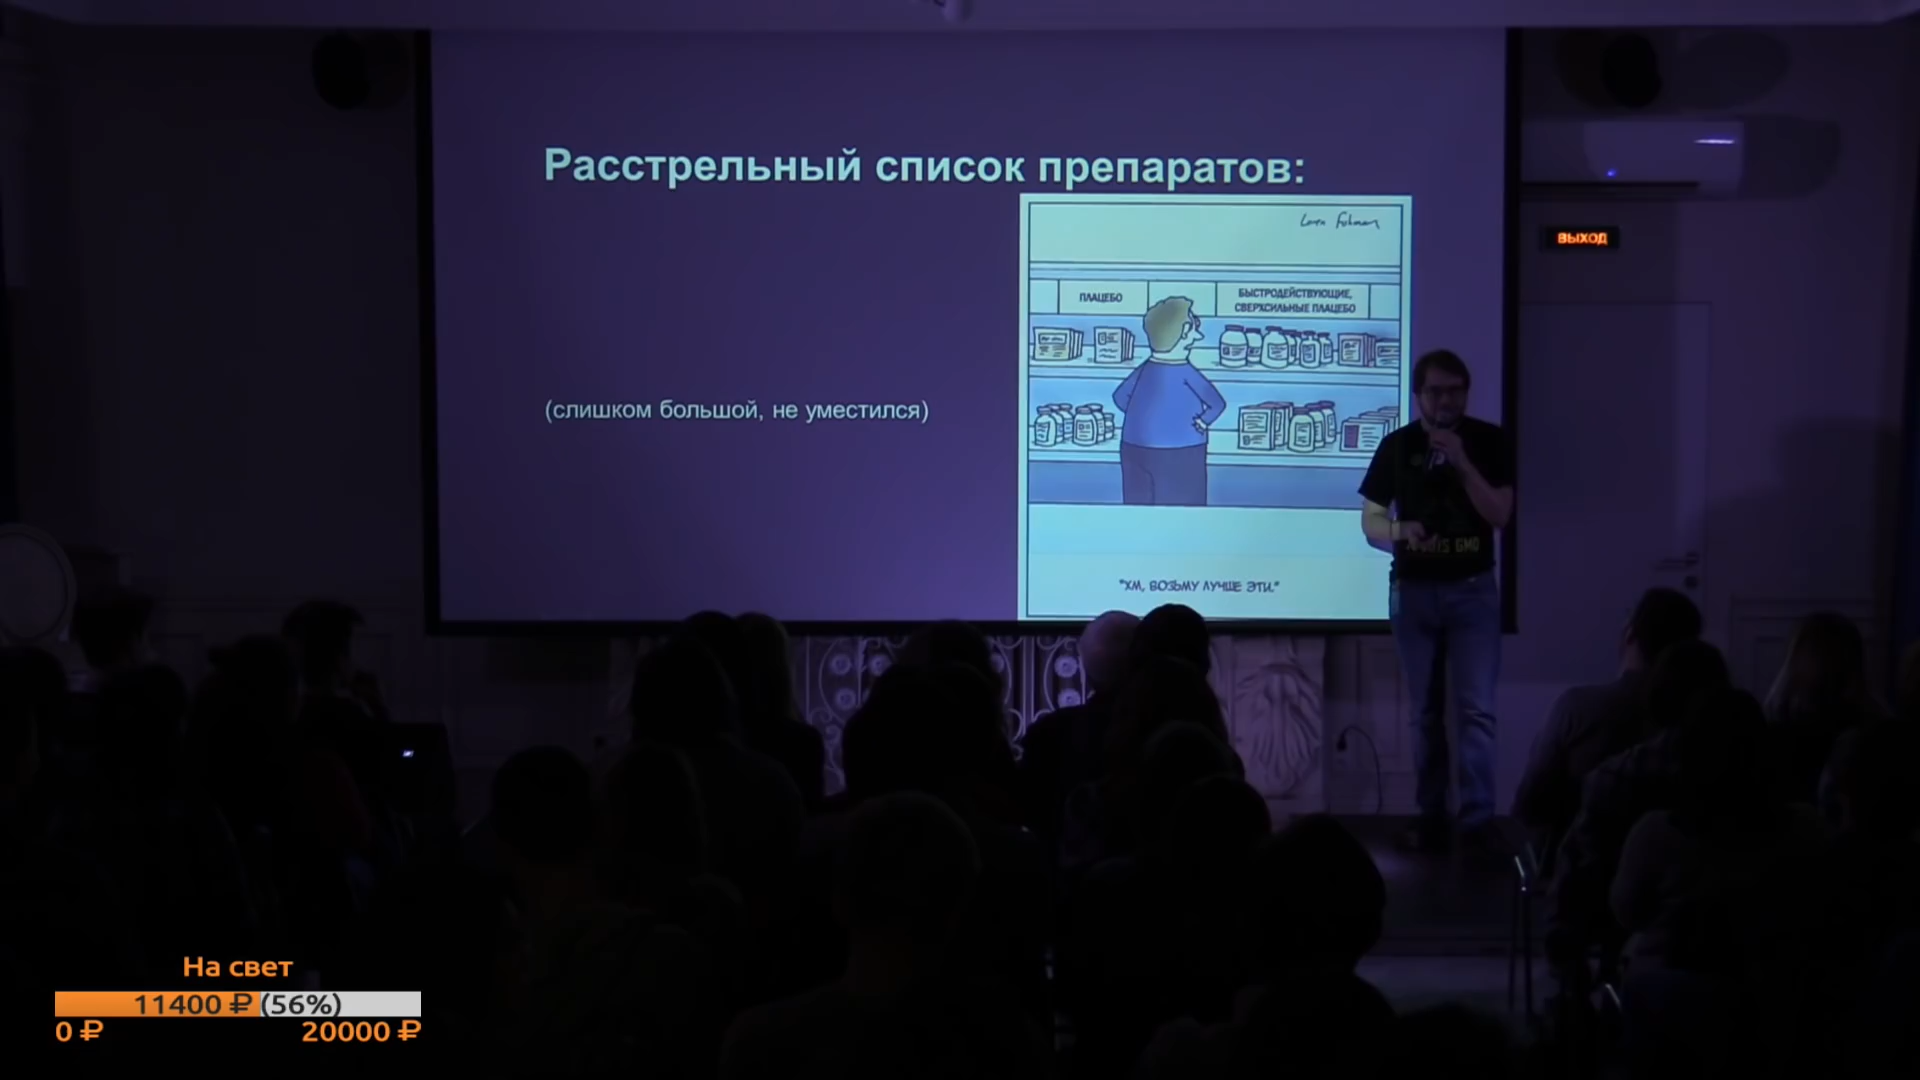 Расстрельный список препаратов:
ПЛАЦЕБО
БЫСТРОДЕЙСТВУЮЩИЕ,
СВЕРХСИЛЬНЫЕ ПЛАЦЕБО
ВЫХОД
(слишком большой, не уместился)
GMO
"ХМ, ВОЗЬМУ ЛУЧШЕ ЭТИ."
На свет
11400 ₽ (56%)
0 ₽ 20000 ₽